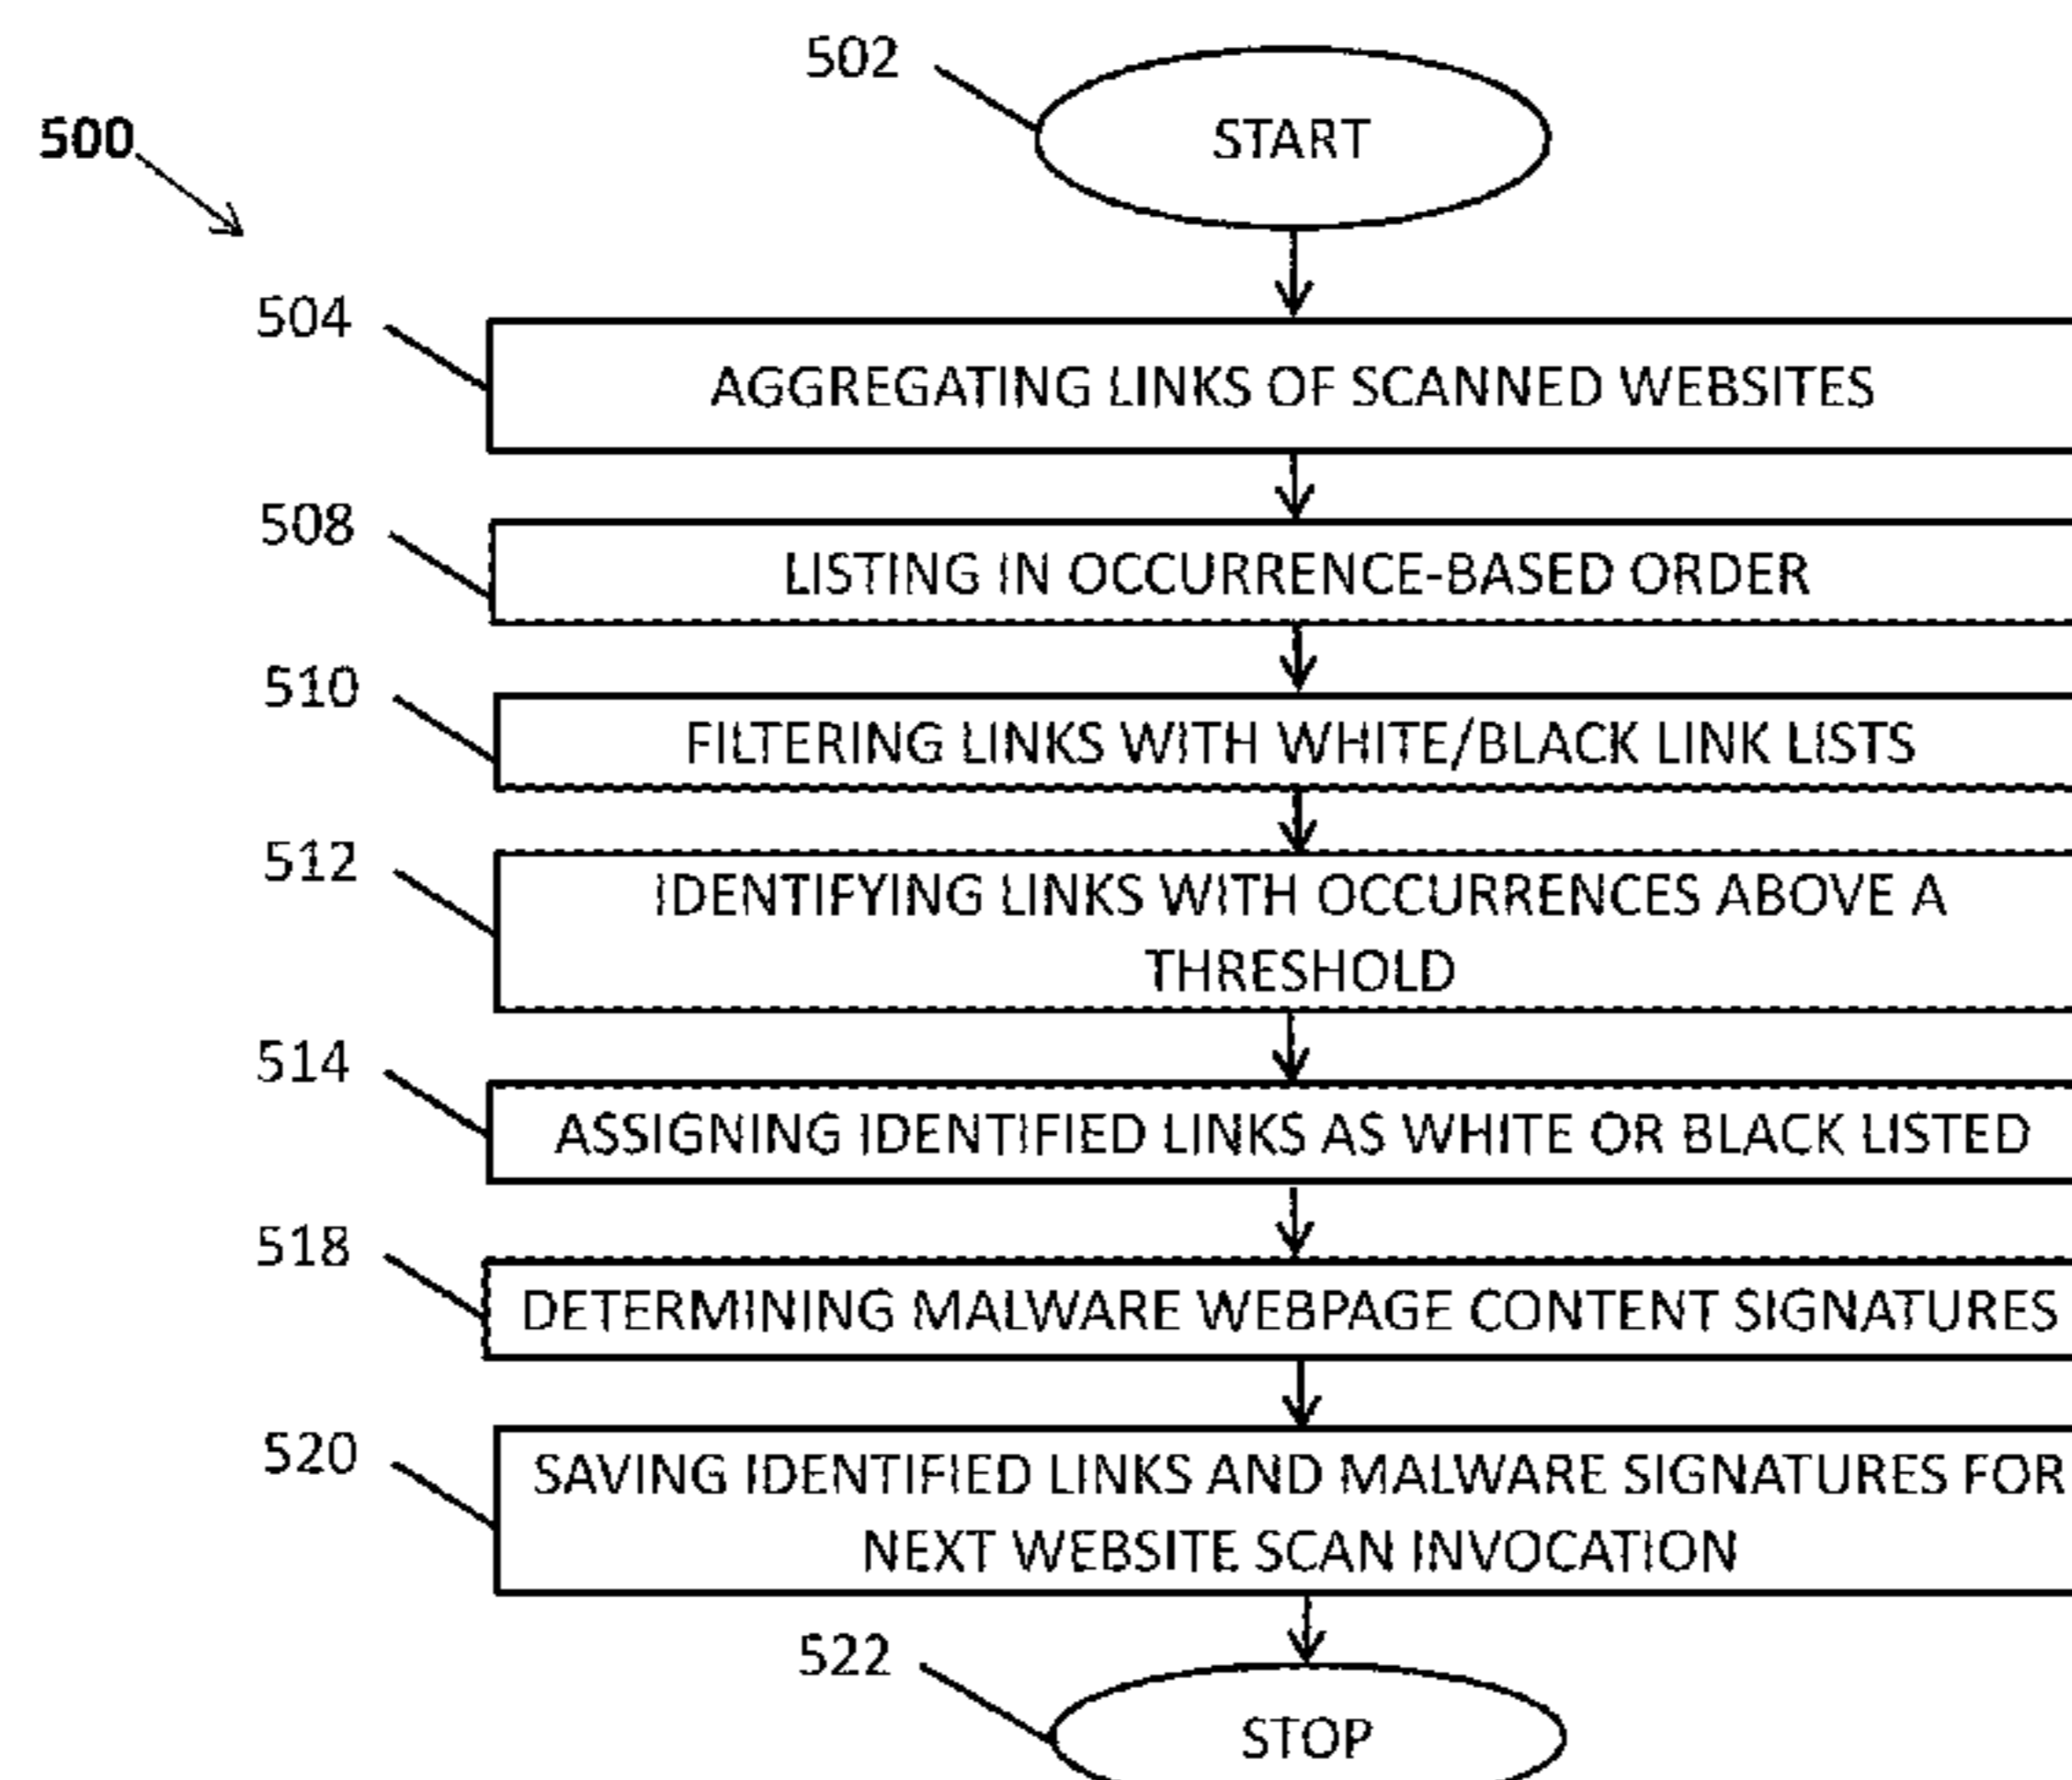 502
START
500
504
AGGREGATING LINKS OF SCANNED WEBSITES
508
LISTING IN OCCURRENCE-BASED ORDER
510
FILTERING LINKS WITH WHITE/BLACK LINK LISTS
512
IDENTIFYING LINKS WITH OCCURRENCES ABOVE A
THRESHOLD
514
ASSIGNING IDENTIFIED LINKS AS WHITE OR BLACK LISTED
518
DETERMINING MALWARE WEBPAGE CONTENT SIGNATURES
520
SAVING IDENTIFIED LINKS AND MALWARE SIGNATURES FOR
NEXT WEBSITE SCAN INVOCATION
522
STOP